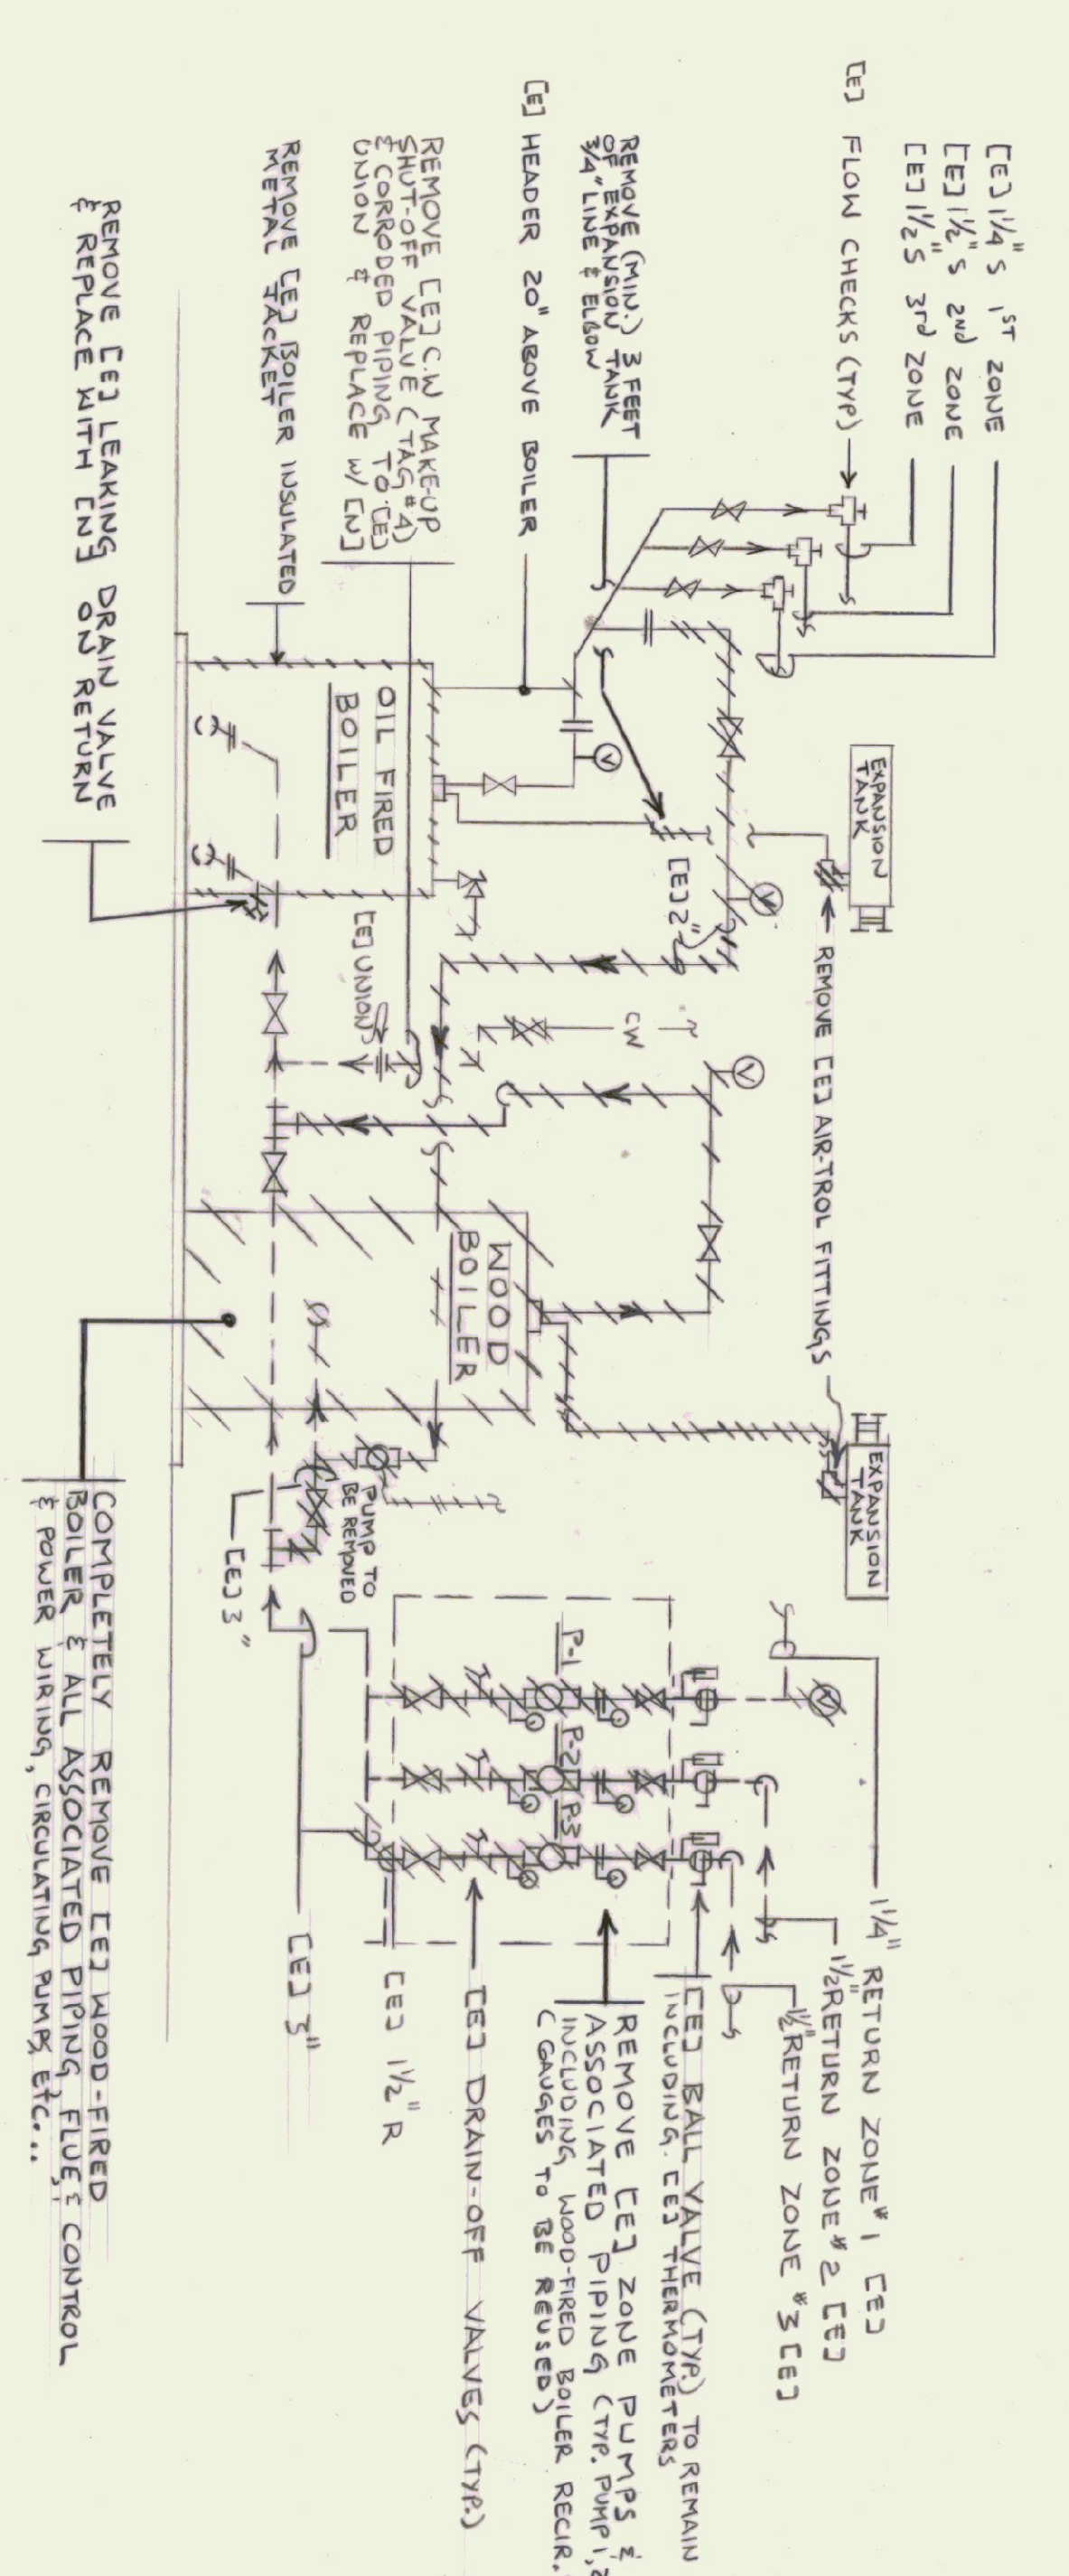 [E] 1¼" S 1ST ZONE
[E] 1½" S 2nd ZONE
[E] 1½" S 3rd ZONE
[E] FLOW CHECKS (TYP)
REMOVE (MIN.) 3 FEET
OF EXPANSION TANK
¾" LINE & ELBOW
[E] HEADER 20" ABOVE BOILER
REMOVE [E] C.W MAKE-UP
SHUT-OFF VALVE (TAG #4)
& CORRODED PIPING TO [E]
UNION & REPLACE W/ [N]
REMOVE [E] BOILER INSULATED
METAL JACKET
REMOVE [E] LEAKING DRAIN VALVE
& REPLACE WITH [N] ON RETURN
OIL FIRED
BOILER
EXPANSION
TANK
V
V
[E] 2"
[E] UNION
CW
V
REMOVE [E] AIR-TROL FITTINGS
WOOD
BOILER
EXPANSION
TANK
PUMP TO
BE REMOVED
[E] 3"
COMPLETELY REMOVE [E] WOOD-FIRED
BOILER & ALL ASSOCIATED PIPING, FLUE & CONTROL
& POWER WIRING, CIRCULATING PUMPS, ETC...
P-1
P-2
P-3
V
1¼" RETURN ZONE #1 [E]
1½" RETURN ZONE #2 [E]
1½" RETURN ZONE #3 [E]
[E] BALL VALVE (TYP.) TO REMAIN
INCLUDING [E] THERMOMETERS
REMOVE [E] ZONE PUMPS &
ASSOCIATED PIPING (TYP. PUMP 1,
INCLUDING WOOD-FIRED BOILER RECIR.
(GAUGES TO BE REUSED)
[E] DRAIN-OFF VALVES (TYP.)
[E] 1½" R
[E] 3"